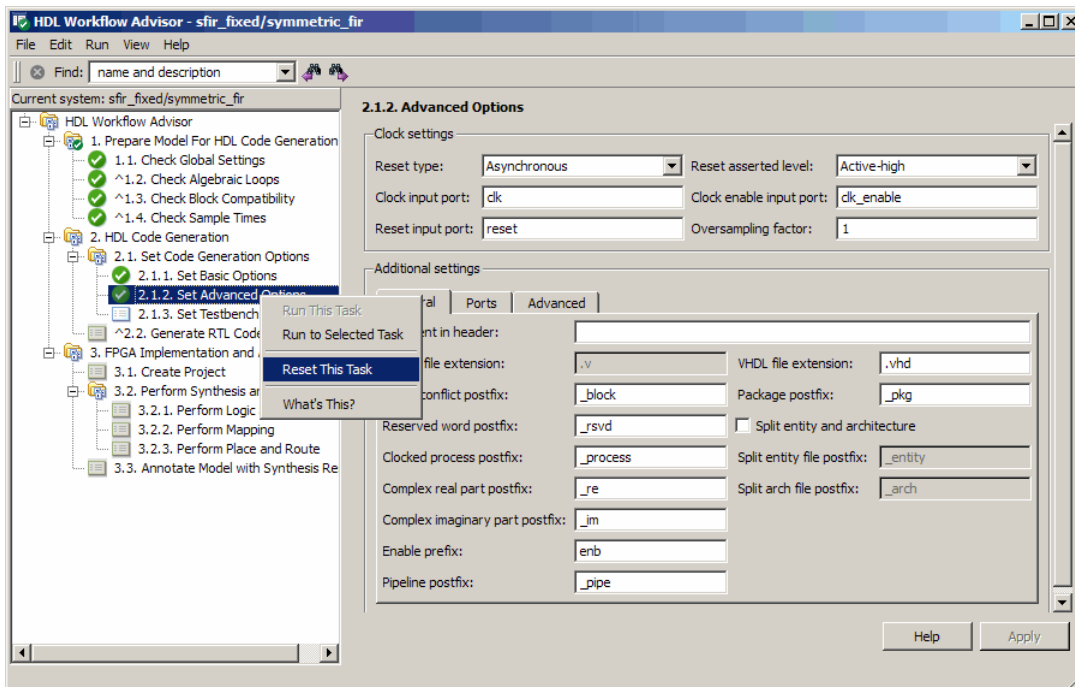 HDL Workflow Advisor - sfir_fixed/symmetric_fir
File Edit Run View Help
Find: name and description
Current system: sfir_fixed/symmetric_fir
HDL Workflow Advisor
1. Prepare Model For HDL Code Generation
1.1. Check Global Settings
^1.2. Check Algebraic Loops
^1.3. Check Block Compatibility
^1.4. Check Sample Times
2. HDL Code Generation
2.1. Set Code Generation Options
2.1.1. Set Basic Options
2.1.2. Set Advanced Options
2.1.3. Set Testbench
^2.2. Generate RTL Code
3. FPGA Implementation and
3.1. Create Project
3.2. Perform Synthesis
3.2.1. Perform Logic
3.2.2. Perform Mapping
3.2.3. Perform Place and Route
3.3. Annotate Model with Synthesis Re
Run This Task
Run to Selected Task
Reset This Task
What's This?
2.1.2. Advanced Options
Clock settings
Reset type: Asynchronous Reset asserted level: Active-high
Clock input port: clk Clock enable input port: clk_enable
Reset input port: reset Oversampling factor: 1
Additional settings
Ports Advanced
in header:
file extension: .v VHDL file extension: .vhd
conflict postfix: _block Package postfix: _pkg
Reserved word postfix: _rsvd Split entity and architecture
Clocked process postfix: _process Split entity file postfix: _entity
Complex real part postfix: _re Split arch file postfix: _arch
Complex imaginary part postfix: _im
Enable prefix: enb
Pipeline postfix: _pipe
Help Apply